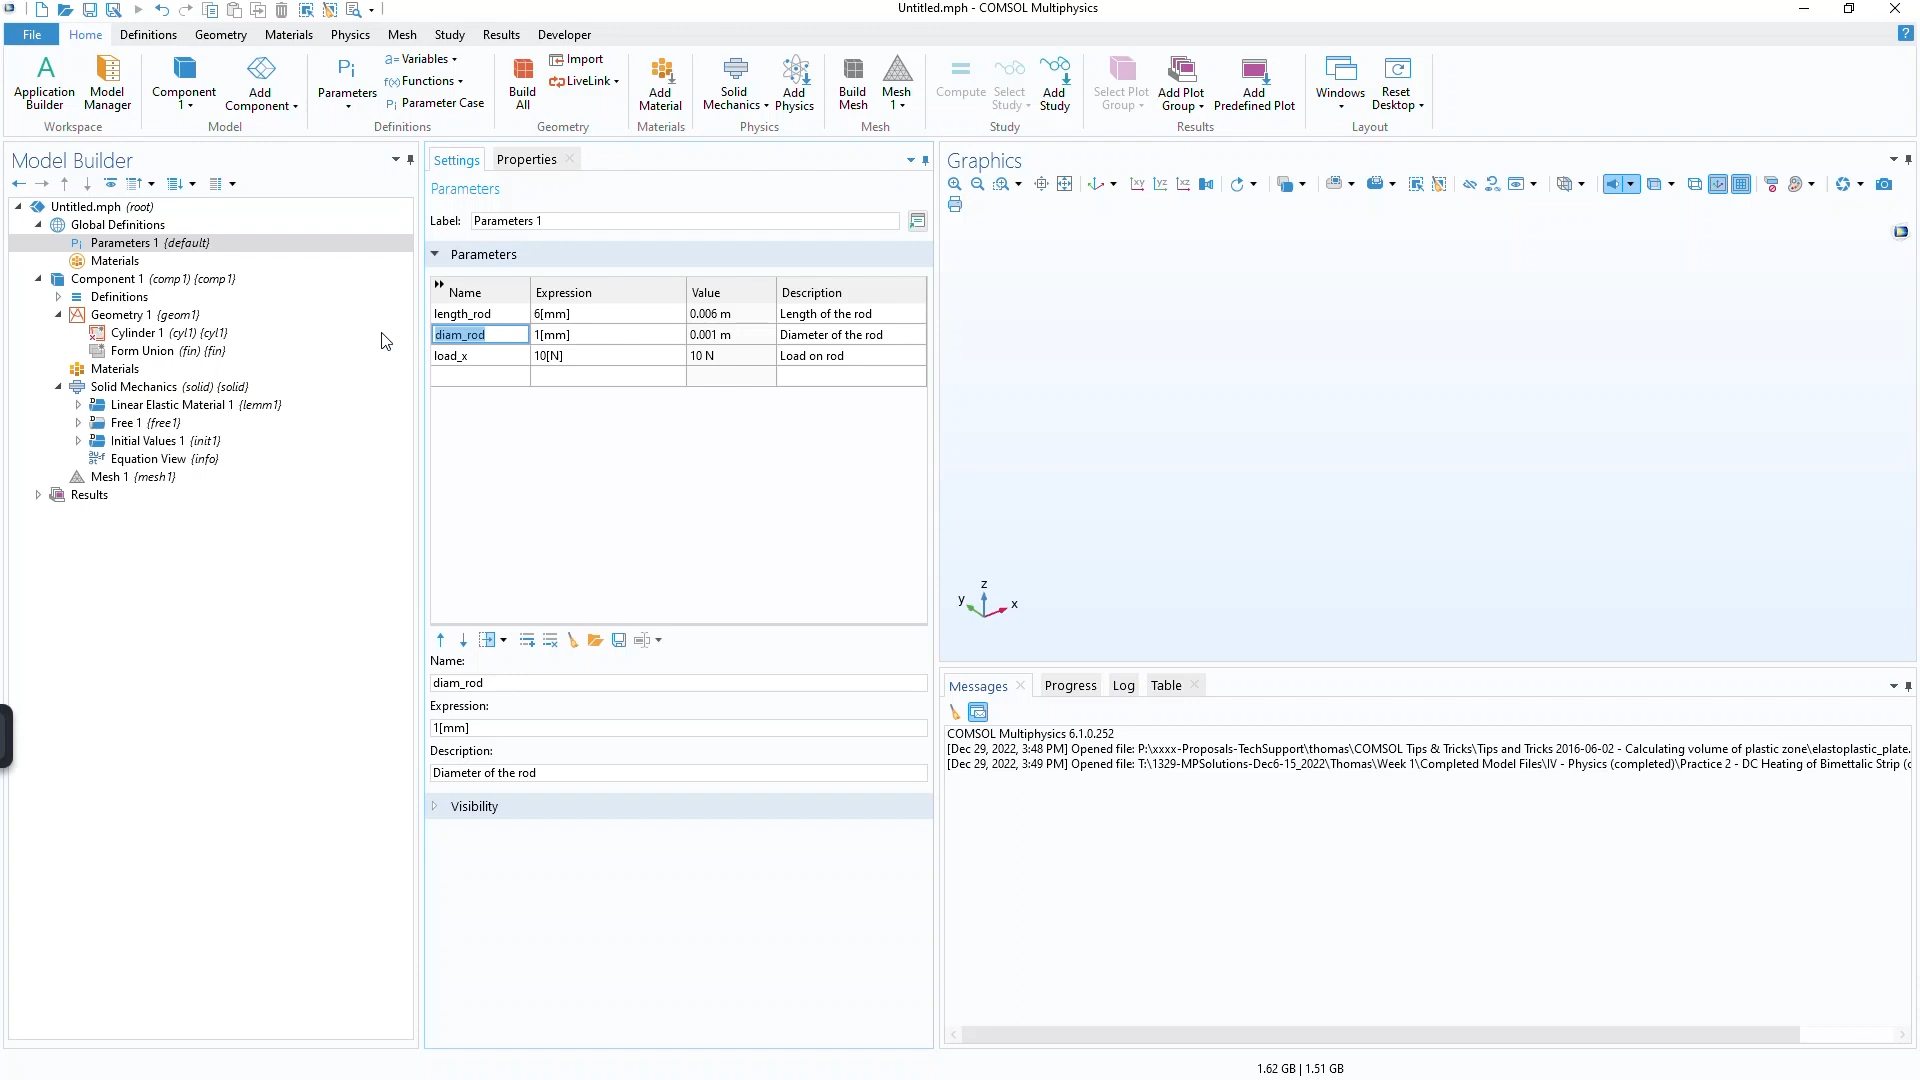 Untitled.mph - COMSOL Multiphysics
File Home Definitions Geometry Materials Physics Mesh Study Results Developer ?
Application Builder
Model Manager
Workspace
Component 1
Add Component
Model
Pi Parameters
a= Variables
f(x) Functions
Pi Parameter Case
Definitions
Build All
Import
LiveLink
Geometry
Add Material
Materials
Solid Mechanics
Add Physics
Physics
Build Mesh
Mesh 1
Mesh
Compute
Select Study
Add Study
Study
Select Plot Group
Add Plot Group
Add Predefined Plot
Results
Windows
Reset Desktop
Layout
Model Builder
Untitled.mph (root)
Global Definitions
Pi Parameters 1 {default}
Materials
Component 1 (comp1) {comp1}
Definitions
Geometry 1 {geom1}
Cylinder 1 (cyl1) {cyl1}
Form Union (fin) {fin}
Materials
Solid Mechanics (solid) {solid}
Linear Elastic Material 1 {lemm1}
Free 1 {free1}
Initial Values 1 {init1}
Equation View {info}
Mesh 1 {mesh1}
Results
Settings Properties
Parameters
Label: Parameters 1
Parameters
Name Expression Value Description
length_rod 6[mm] 0.006 m Length of the rod
diam_rod 1[mm] 0.001 m Diameter of the rod
load_x 10[N] 10 N Load on rod
Name:
diam_rod
Expression:
1[mm]
Description:
Diameter of the rod
Visibility
Graphics
xy yz xz
z
y
x
Messages Progress Log Table
COMSOL Multiphysics 6.1.0.252
[Dec 29, 2022, 3:48 PM] Opened file: P:\xxxx-Proposals-TechSupport\thomas\COMSOL Tips & Tricks\Tips and Tricks 2016-06-02 - Calculating volume of plastic zone\elastoplastic_plate.
[Dec 29, 2022, 3:49 PM] Opened file: T:\1329-MPSolutions-Dec6-15_2022\Thomas\Week 1\Completed Model Files\IV - Physics (completed)\Practice 2 - DC Heating of Bimettalic Strip (c
1.62 GB | 1.51 GB